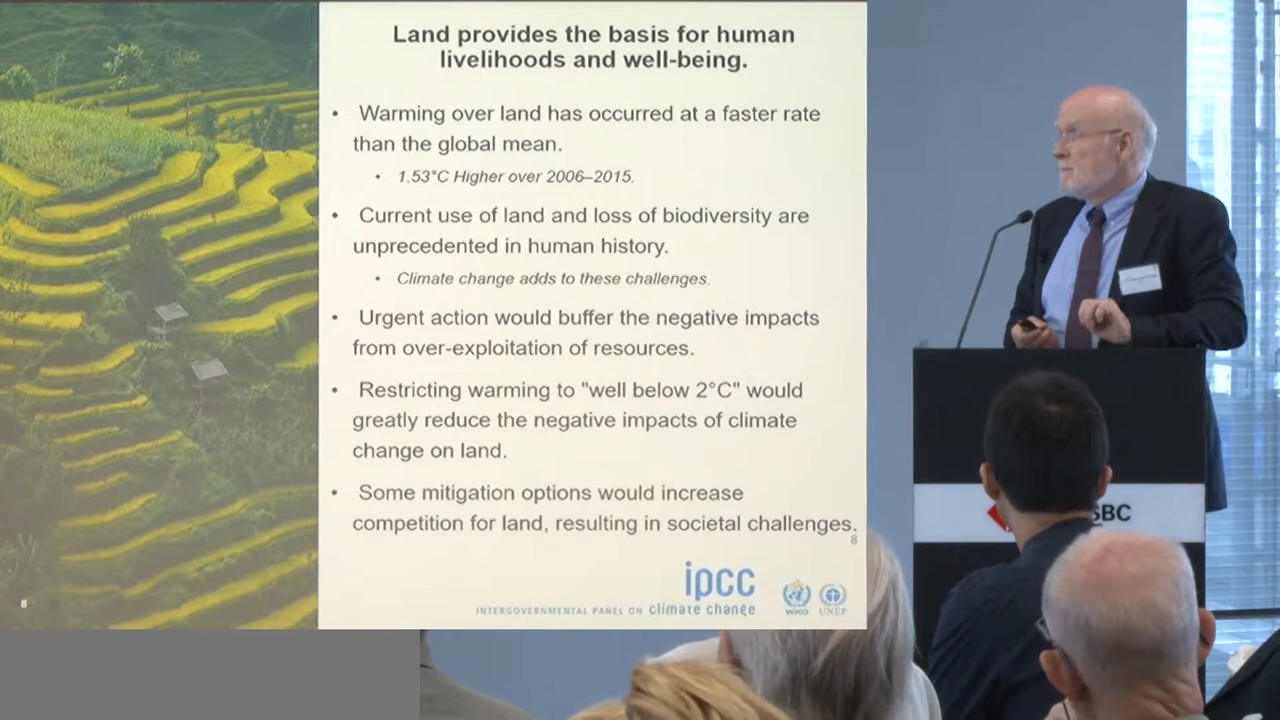 Land provides the basis for human
livelihoods and well-being.
• Warming over land has occurred at a faster rate
than the global mean.
• 1.53°C Higher over 2006–2015.
• Current use of land and loss of biodiversity are
unprecedented in human history.
• Climate change adds to these challenges.
• Urgent action would buffer the negative impacts
from over-exploitation of resources.
• Restricting warming to "well below 2°C" would
greatly reduce the negative impacts of climate
change on land.
• Some mitigation options would increase
competition for land, resulting in societal challenges.
8
8
ipcc
INTERGOVERNMENTAL PANEL ON climate change
WMO
UNEP
SBC